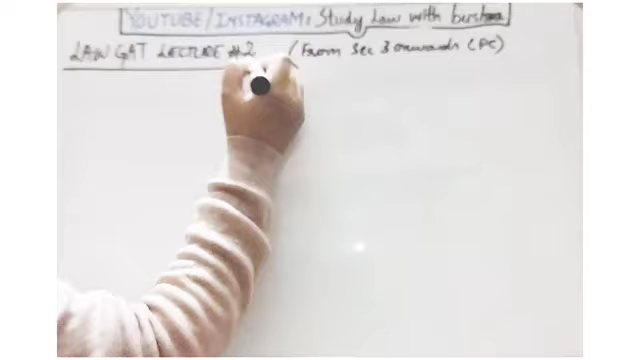 YOUTUBE/INSTAGRAM: Study Law with
LAW GAT LECTURE #2 / From Sec 3 onwards (PC)